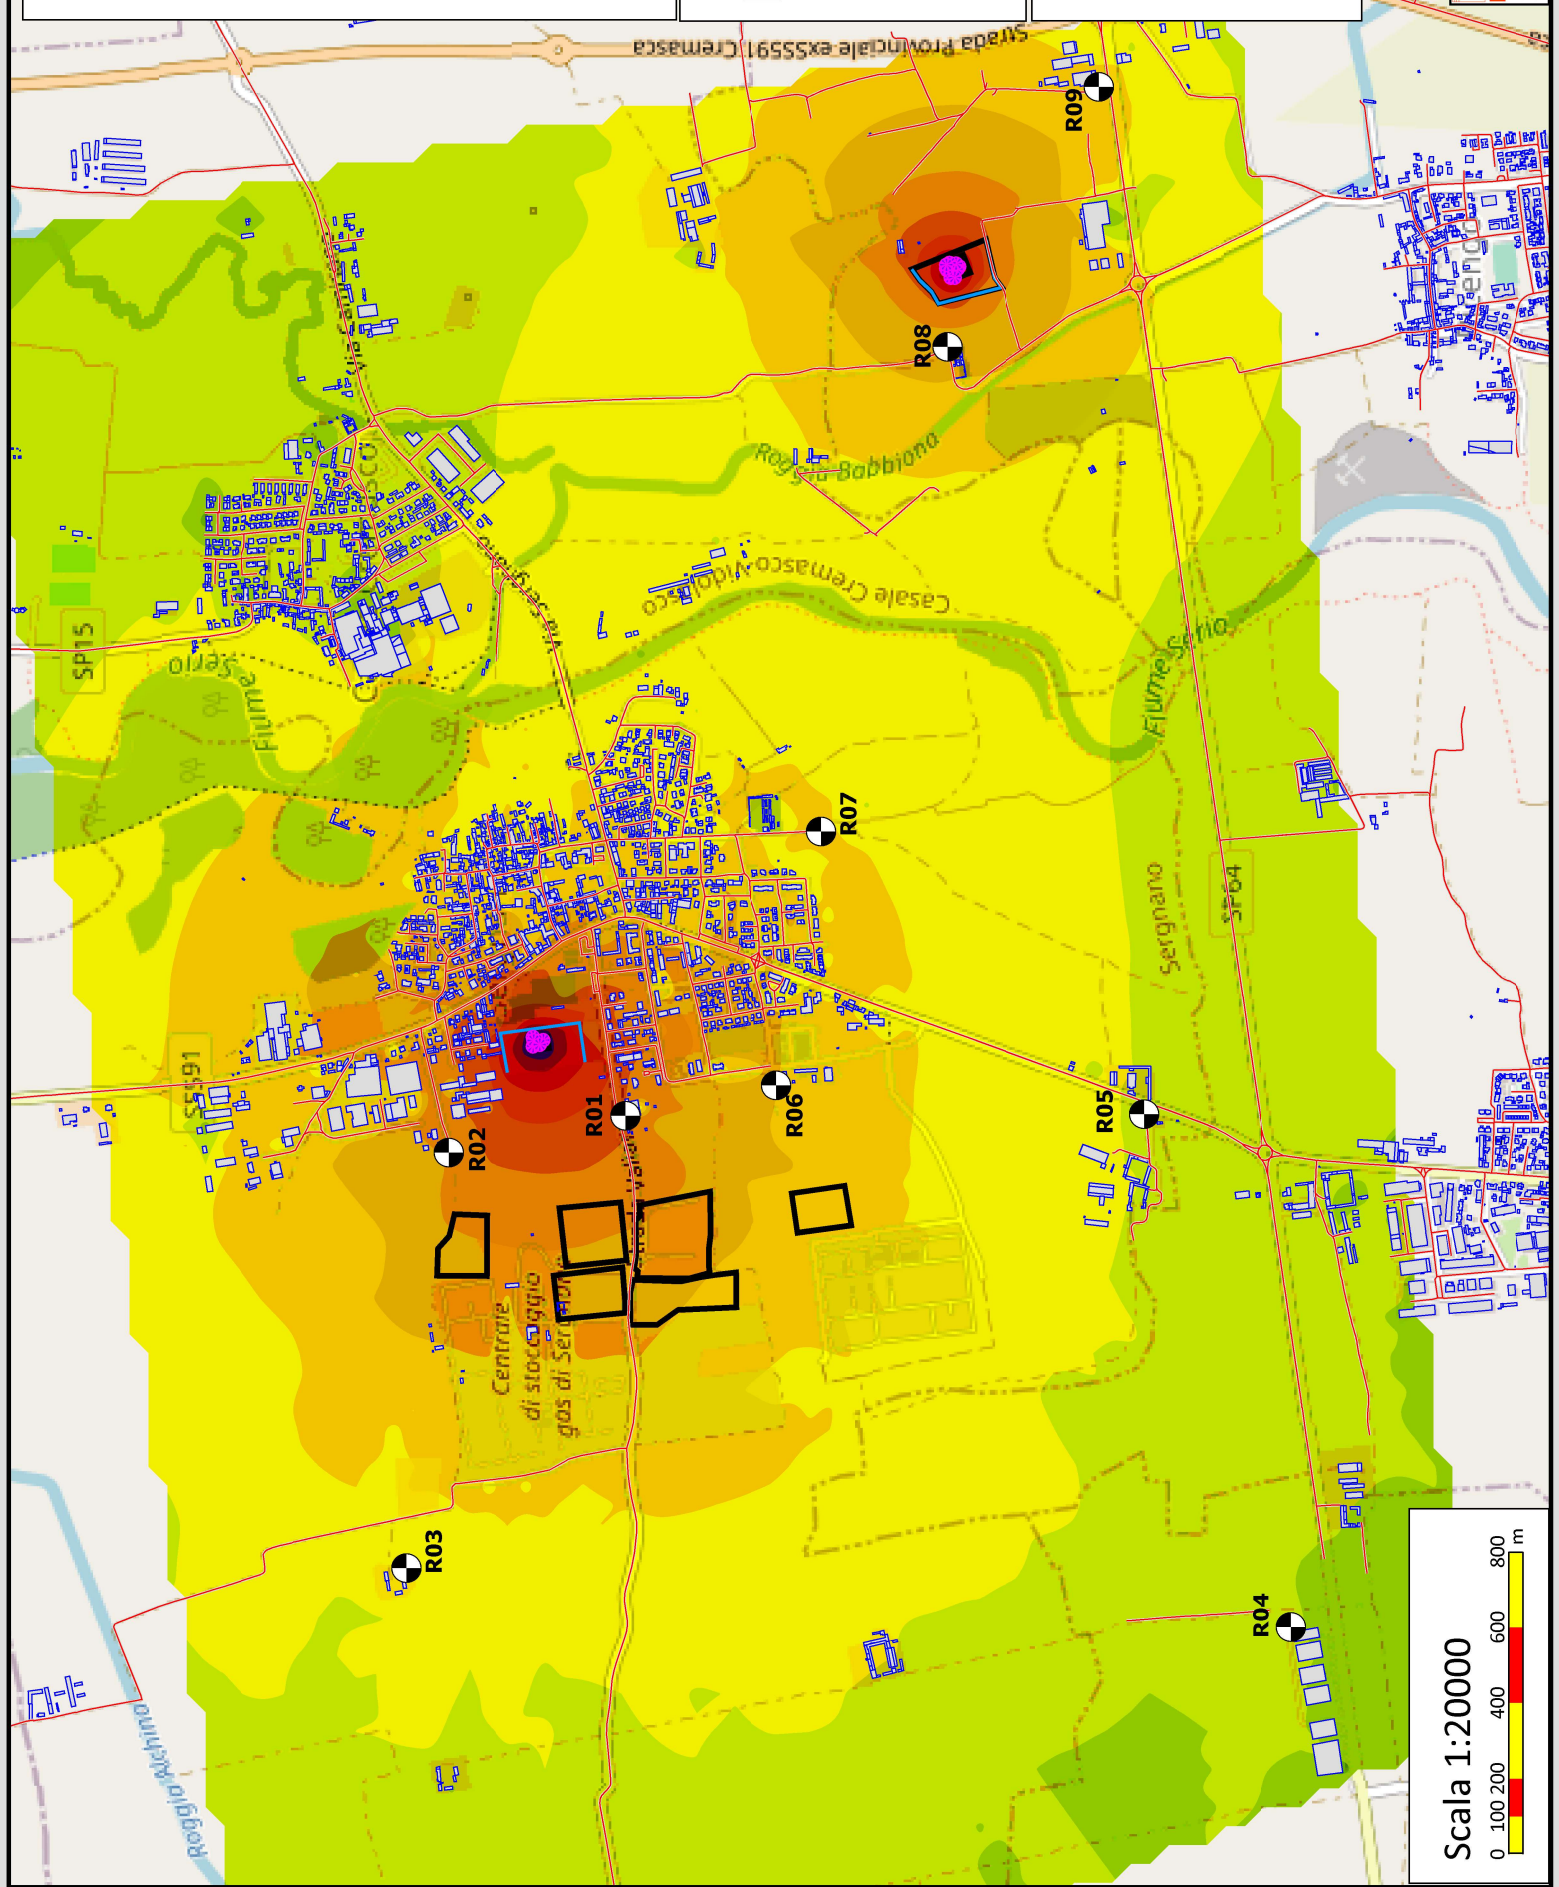 Strada Provinciale exSS591 Cremasca
R09
R08
Roggia Babbiona
Casale Cremasco-Vidolasco
SP15
Fiume Serio
Via Serio
Fiume Serio
R07
Sergnano
SP64
SS591
R02
R01
R06
R05
Centrale
di stoccaggio
gas di Sergnano
R03
R04
Roggia Alchina
Scala 1:20000
0 100 200 400 600 800
m